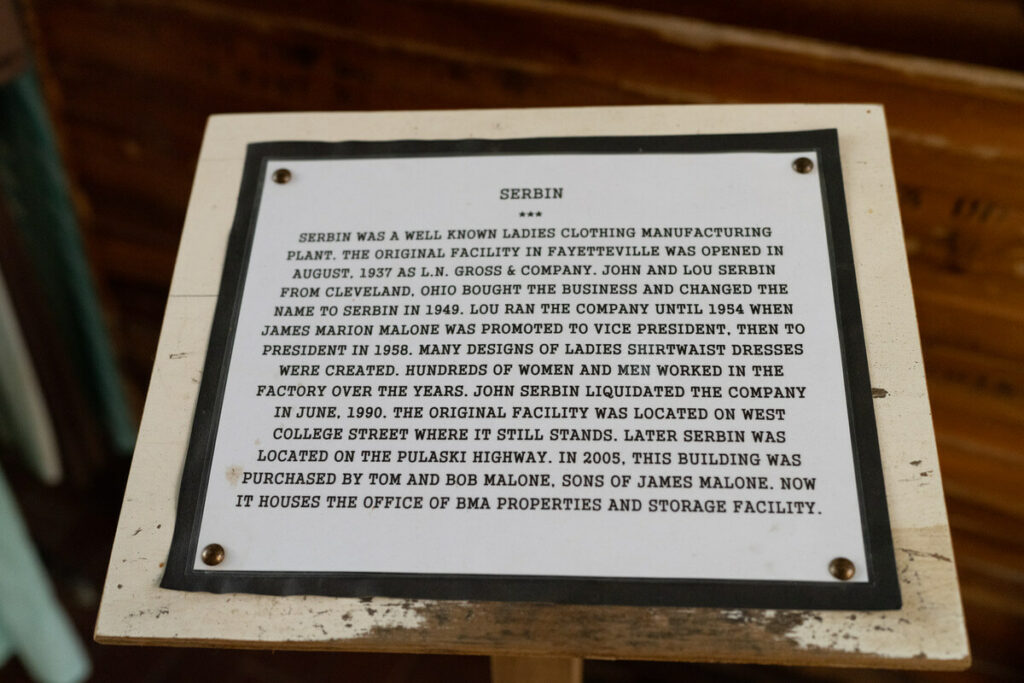 SERBIN
***
SERBIN WAS A WELL KNOWN LADIES CLOTHING MANUFACTURING
PLANT. THE ORIGINAL FACILITY IN FAYETTEVILLE WAS OPENED IN
AUGUST, 1937 AS L.N. GROSS & COMPANY. JOHN AND LOU SERBIN
FROM CLEVELAND, OHIO BOUGHT THE BUSINESS AND CHANGED THE
NAME TO SERBIN IN 1949. LOU RAN THE COMPANY UNTIL 1954 WHEN
JAMES MARION MALONE WAS PROMOTED TO VICE PRESIDENT, THEN TO
PRESIDENT IN 1958. MANY DESIGNS OF LADIES SHIRTWAIST DRESSES
WERE CREATED. HUNDREDS OF WOMEN AND MEN WORKED IN THE
FACTORY OVER THE YEARS. JOHN SERBIN LIQUIDATED THE COMPANY
IN JUNE, 1990. THE ORIGINAL FACILITY WAS LOCATED ON WEST
COLLEGE STREET WHERE IT STILL STANDS. LATER SERBIN WAS
LOCATED ON THE PULASKI HIGHWAY. IN 2005, THIS BUILDING WAS
PURCHASED BY TOM AND BOB MALONE, SONS OF JAMES MALONE. NOW
IT HOUSES THE OFFICE OF BMA PROPERTIES AND STORAGE FACILITY.